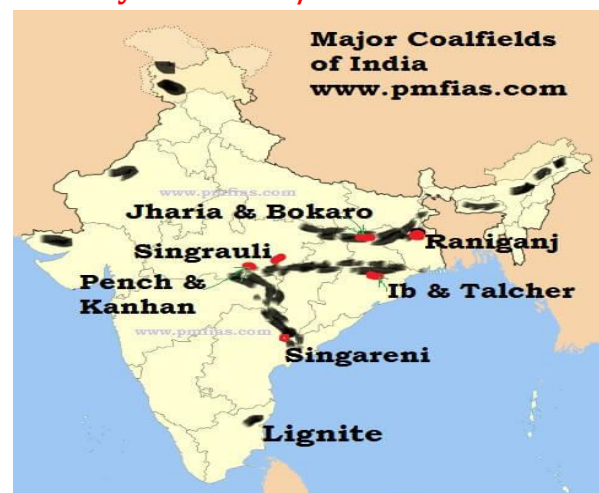 Major Coalfields
of India
www.pmfias.com
www.pmfias.com
Jharia & Bokaro
Raniganj
Singrauli
Pench &
Kanhan
Ib & Talcher
www.pmfias.com
Singareni
Lignite